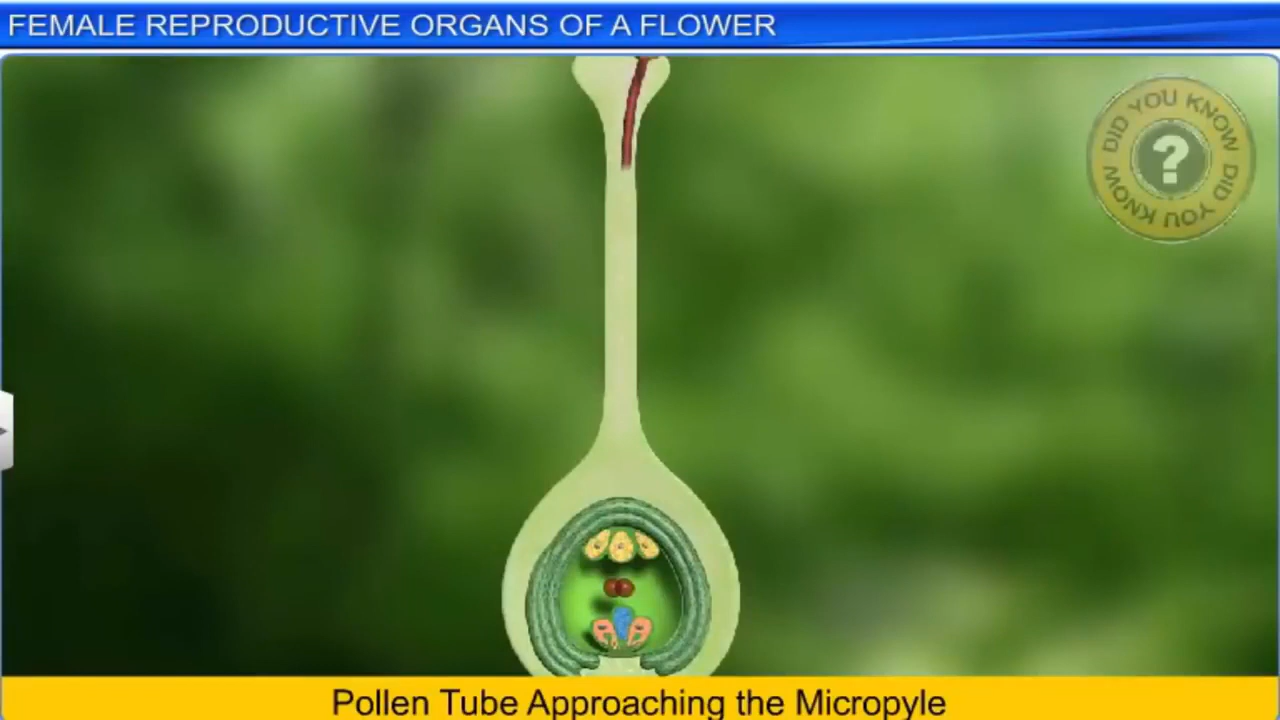 FEMALE REPRODUCTIVE ORGANS OF A FLOWER
DID YOU KNOW DID YOU KNOW
?
Pollen Tube Approaching the Micropyle